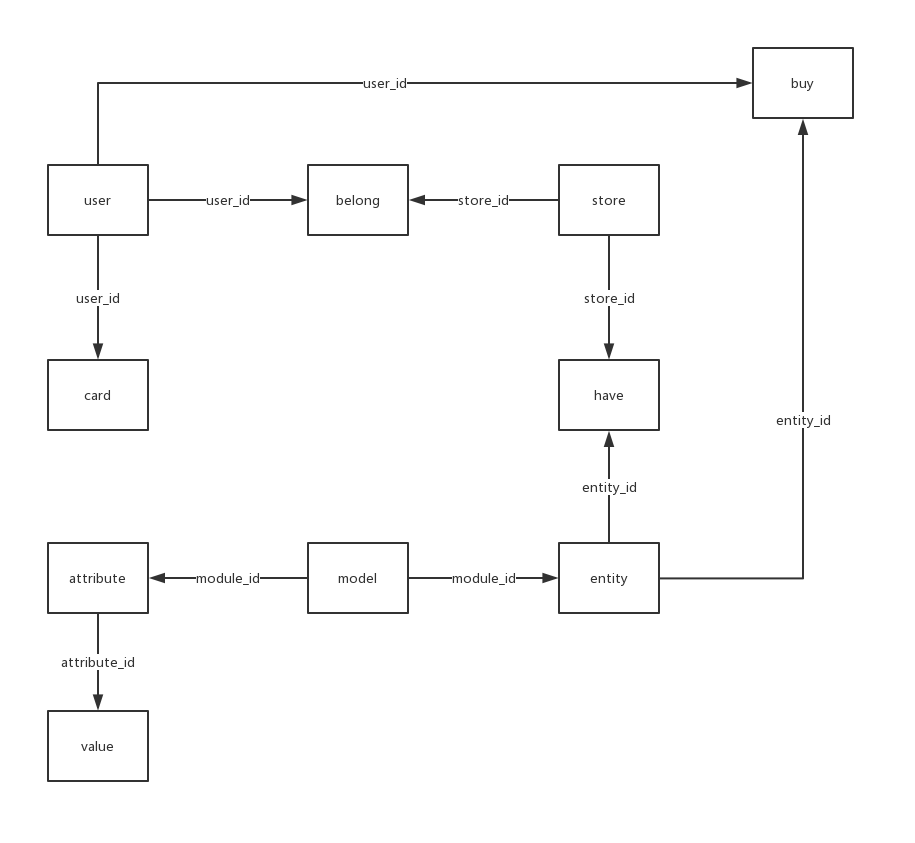 user_id
buy
user
user_id
belong
store_id
store
user_id
store_id
card
have
entity_id
entity_id
attribute
module_id
model
module_id
entity
attribute_id
value